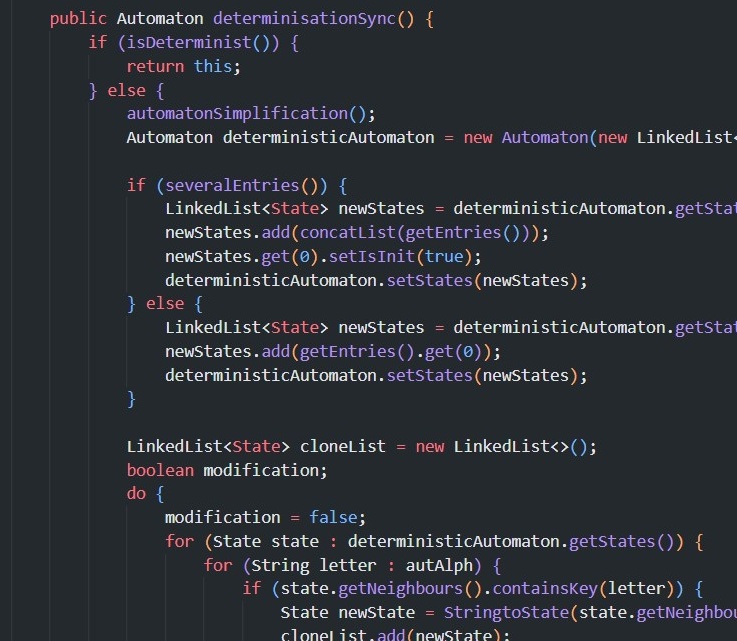 public Automaton determinisationSync() {
if (isDeterminist()) {
return this;
} else {
automatonSimplification();
Automaton deterministicAutomaton = new Automaton(new LinkedList<
if (severalEntries()) {
LinkedList<State> newStates = deterministicAutomaton.getStat
newStates.add(concatList(getEntries()));
newStates.get(0).setIsInit(true);
deterministicAutomaton.setStates(newStates);
} else {
LinkedList<State> newStates = deterministicAutomaton.getStat
newStates.add(getEntries().get(0));
deterministicAutomaton.setStates(newStates);
}
LinkedList<State> cloneList = new LinkedList<>();
boolean modification;
do {
modification = false;
for (State state : deterministicAutomaton.getStates()) {
for (String letter : autAlph) {
if (state.getNeighbours().containsKey(letter)) {
State newState = StringtoState(state.getNeighbou
cloneList.add(newState);